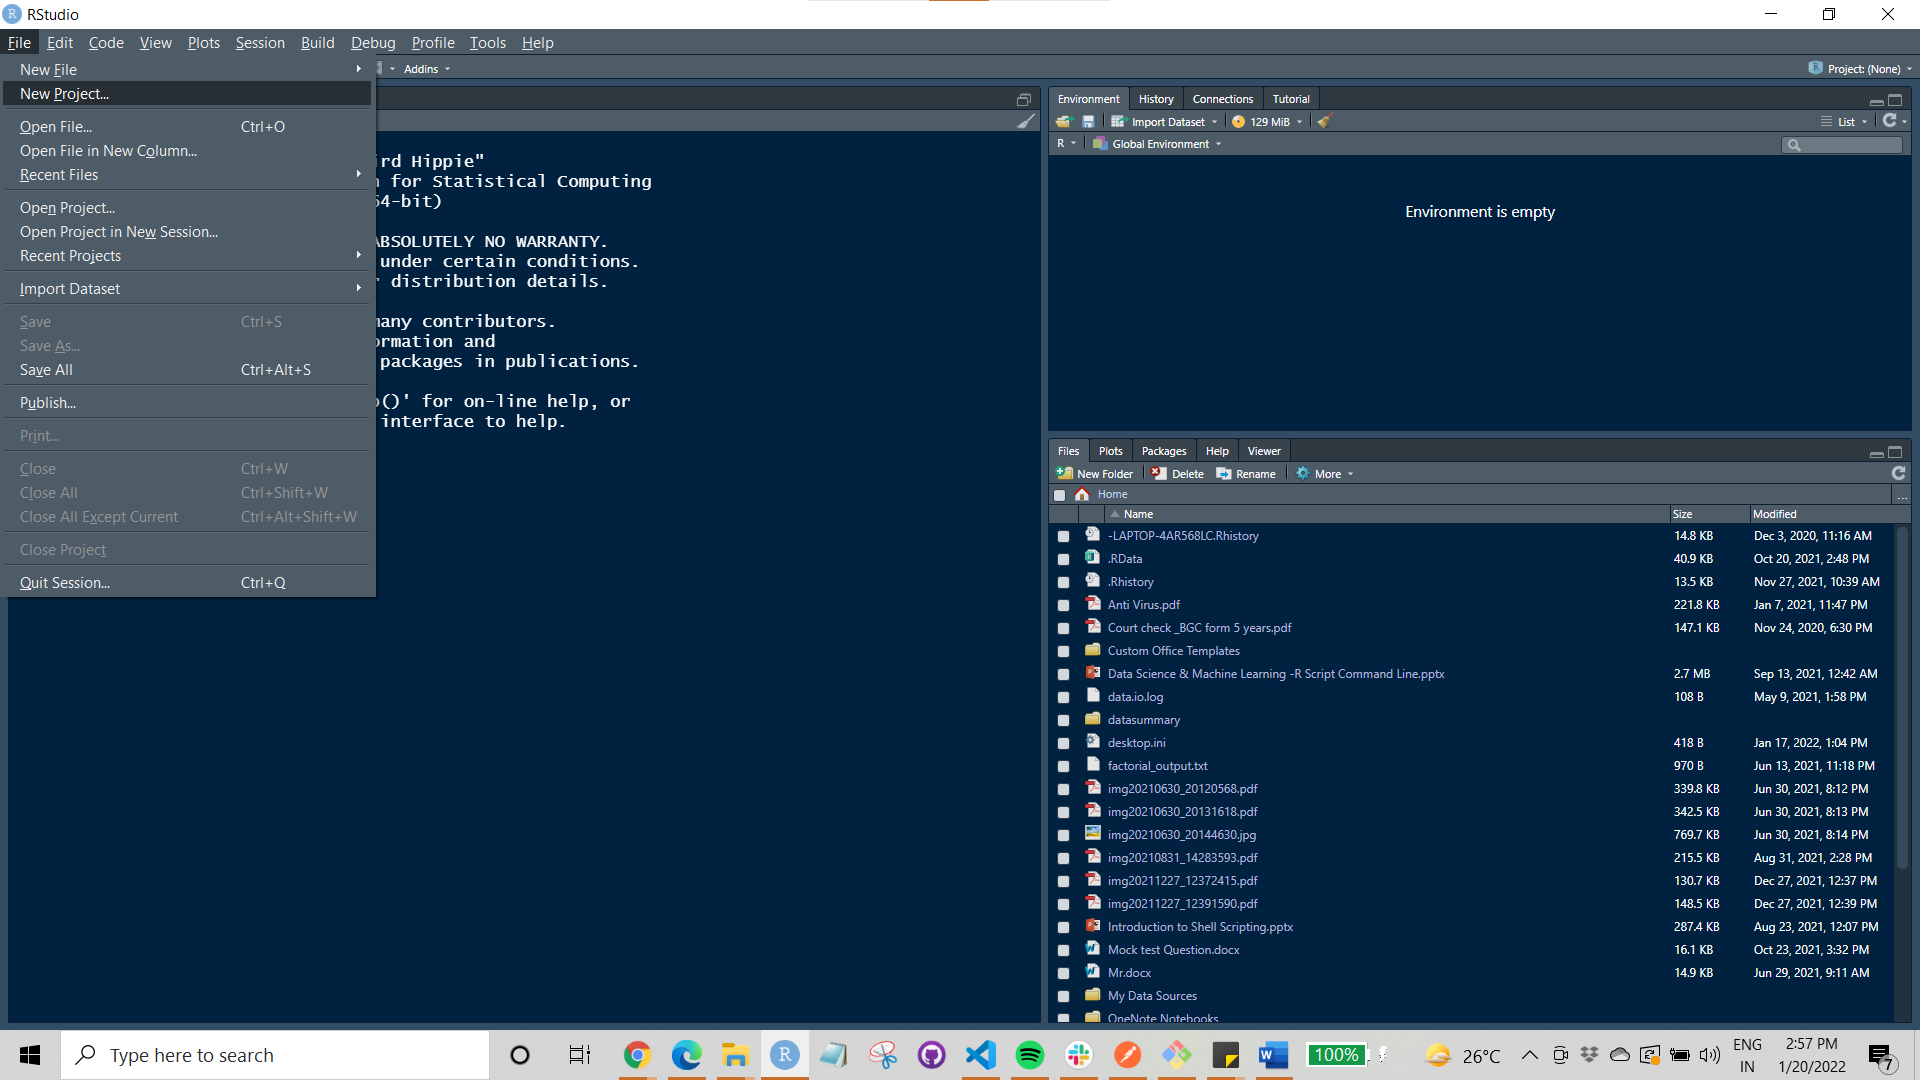 RStudio
File Edit Code View Plots Session Build Debug Profile Tools Help
Addins
Project: (None)
New File
New Project...
Open File... Ctrl+O
Open File in New Column...
Recent Files
Open Project...
Open Project in New Session...
Recent Projects
Import Dataset
Save Ctrl+S
Save As...
Save All Ctrl+Alt+S
Publish...
Print...
Close Ctrl+W
Close All Ctrl+Shift+W
Close All Except Current Ctrl+Alt+Shift+W
Close Project
Quit Session... Ctrl+Q
Hippie"
for Statistical Computing
64-bit)
ABSOLUTELY NO WARRANTY.
under certain conditions.
distribution details.
many contributors.
and
packages in publications.
()' for on-line help, or
interface to help.
Environment History Connections Tutorial
Import Dataset 129 MiB List
R Global Environment
Environment is empty
Files Plots Packages Help Viewer
New Folder Delete Rename More
Home ...
Name Size Modified
-LAPTOP-4AR568LC.Rhistory 14.8 KB Dec 3, 2020, 11:16 AM
.RData 40.9 KB Oct 20, 2021, 2:48 PM
.Rhistory 13.5 KB Nov 27, 2021, 10:39 AM
Anti Virus.pdf 221.8 KB Jan 7, 2021, 11:47 PM
Court check _BGC form 5 years.pdf 147.1 KB Nov 24, 2020, 6:30 PM
Custom Office Templates
Data Science & Machine Learning -R Script Command Line.pptx 2.7 MB Sep 13, 2021, 12:42 AM
data.io.log 108 B May 9, 2021, 1:58 PM
datasummary
desktop.ini 418 B Jan 17, 2022, 1:04 PM
factorial_output.txt 970 B Jun 13, 2021, 11:18 PM
img20210630_20120568.pdf 339.8 KB Jun 30, 2021, 8:12 PM
img20210630_20131618.pdf 342.5 KB Jun 30, 2021, 8:13 PM
img20210630_20144630.jpg 769.7 KB Jun 30, 2021, 8:14 PM
img20210831_14283593.pdf 215.5 KB Aug 31, 2021, 2:28 PM
img20211227_12372415.pdf 130.7 KB Dec 27, 2021, 12:37 PM
img20211227_12391590.pdf 148.5 KB Dec 27, 2021, 12:39 PM
Introduction to Shell Scripting.pptx 287.4 KB Aug 23, 2021, 12:07 PM
Mock test Question.docx 16.1 KB Oct 23, 2021, 3:32 PM
Mr.docx 14.9 KB Jun 29, 2021, 9:11 AM
My Data Sources
OneNote Notebooks
Type here to search
100%
26°C
ENG
IN
2:57 PM
1/20/2022
7